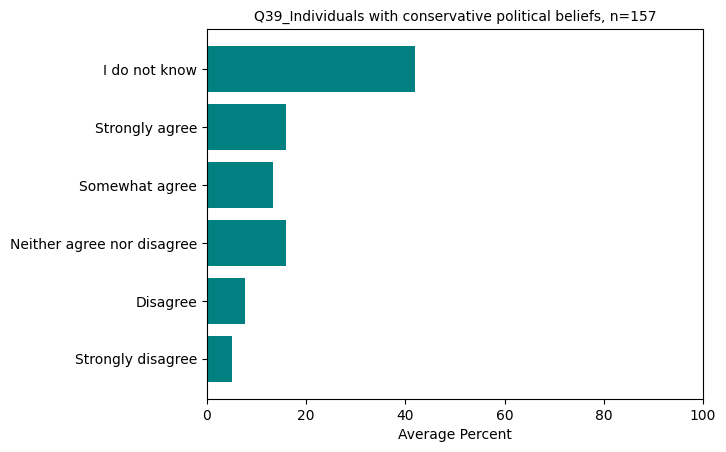 Q39_Individuals with conservative political beliefs, n=157
I do not know
Strongly agree
Somewhat agree
Neither agree nor disagree
Disagree
Strongly disagree
0 20 40 60 80 100
Average Percent